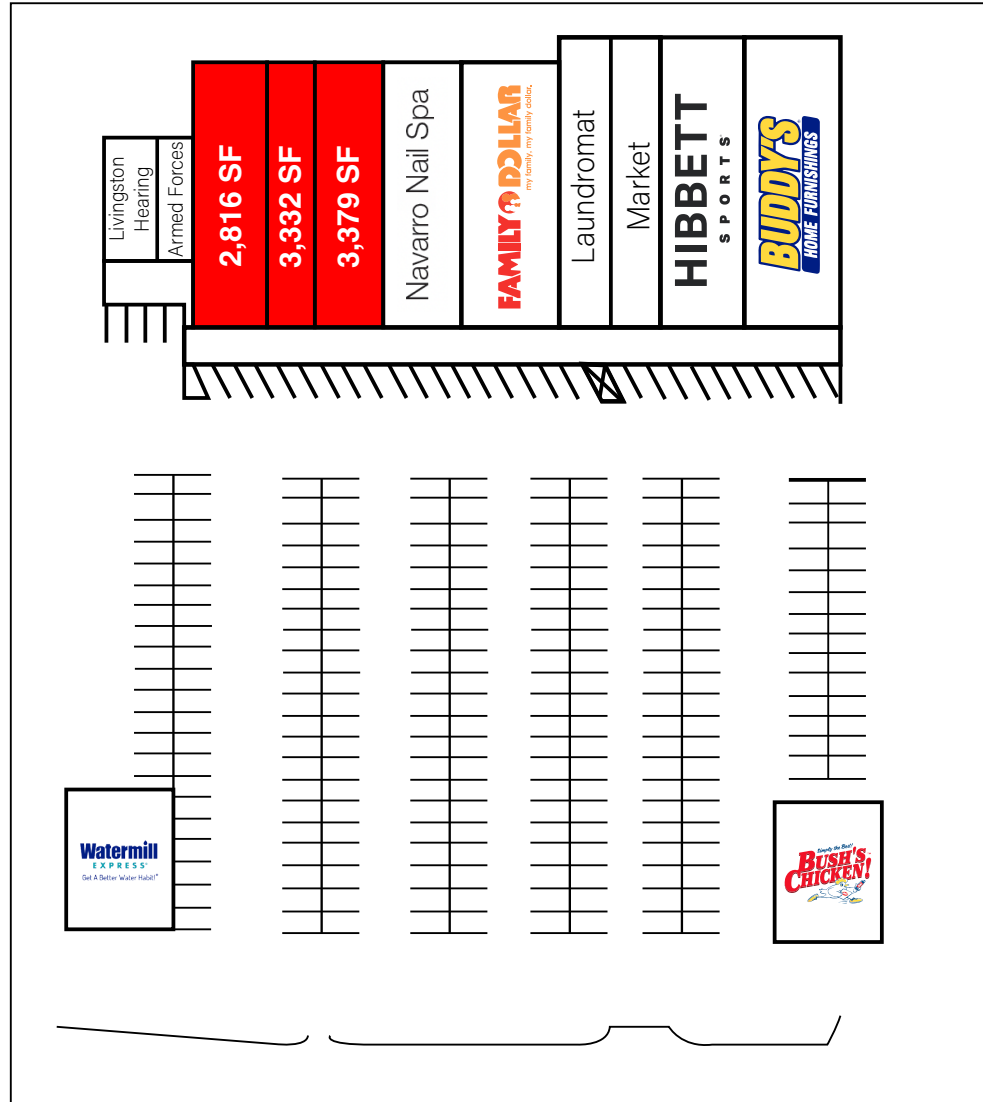 Livingston
Hearing
Armed Forces
2,816 SF
3,332 SF
3,379 SF
Navarro Nail Spa
FAMILY DOLLAR
my family, my family dollar.
Laundromat
Market
HIBBETT
SPORTS
BUDDY'S
HOME FURNISHINGS
Watermill
EXPRESS
Get A Better Water Habit!
Simply the Best!
BUSH'S
CHICKEN!